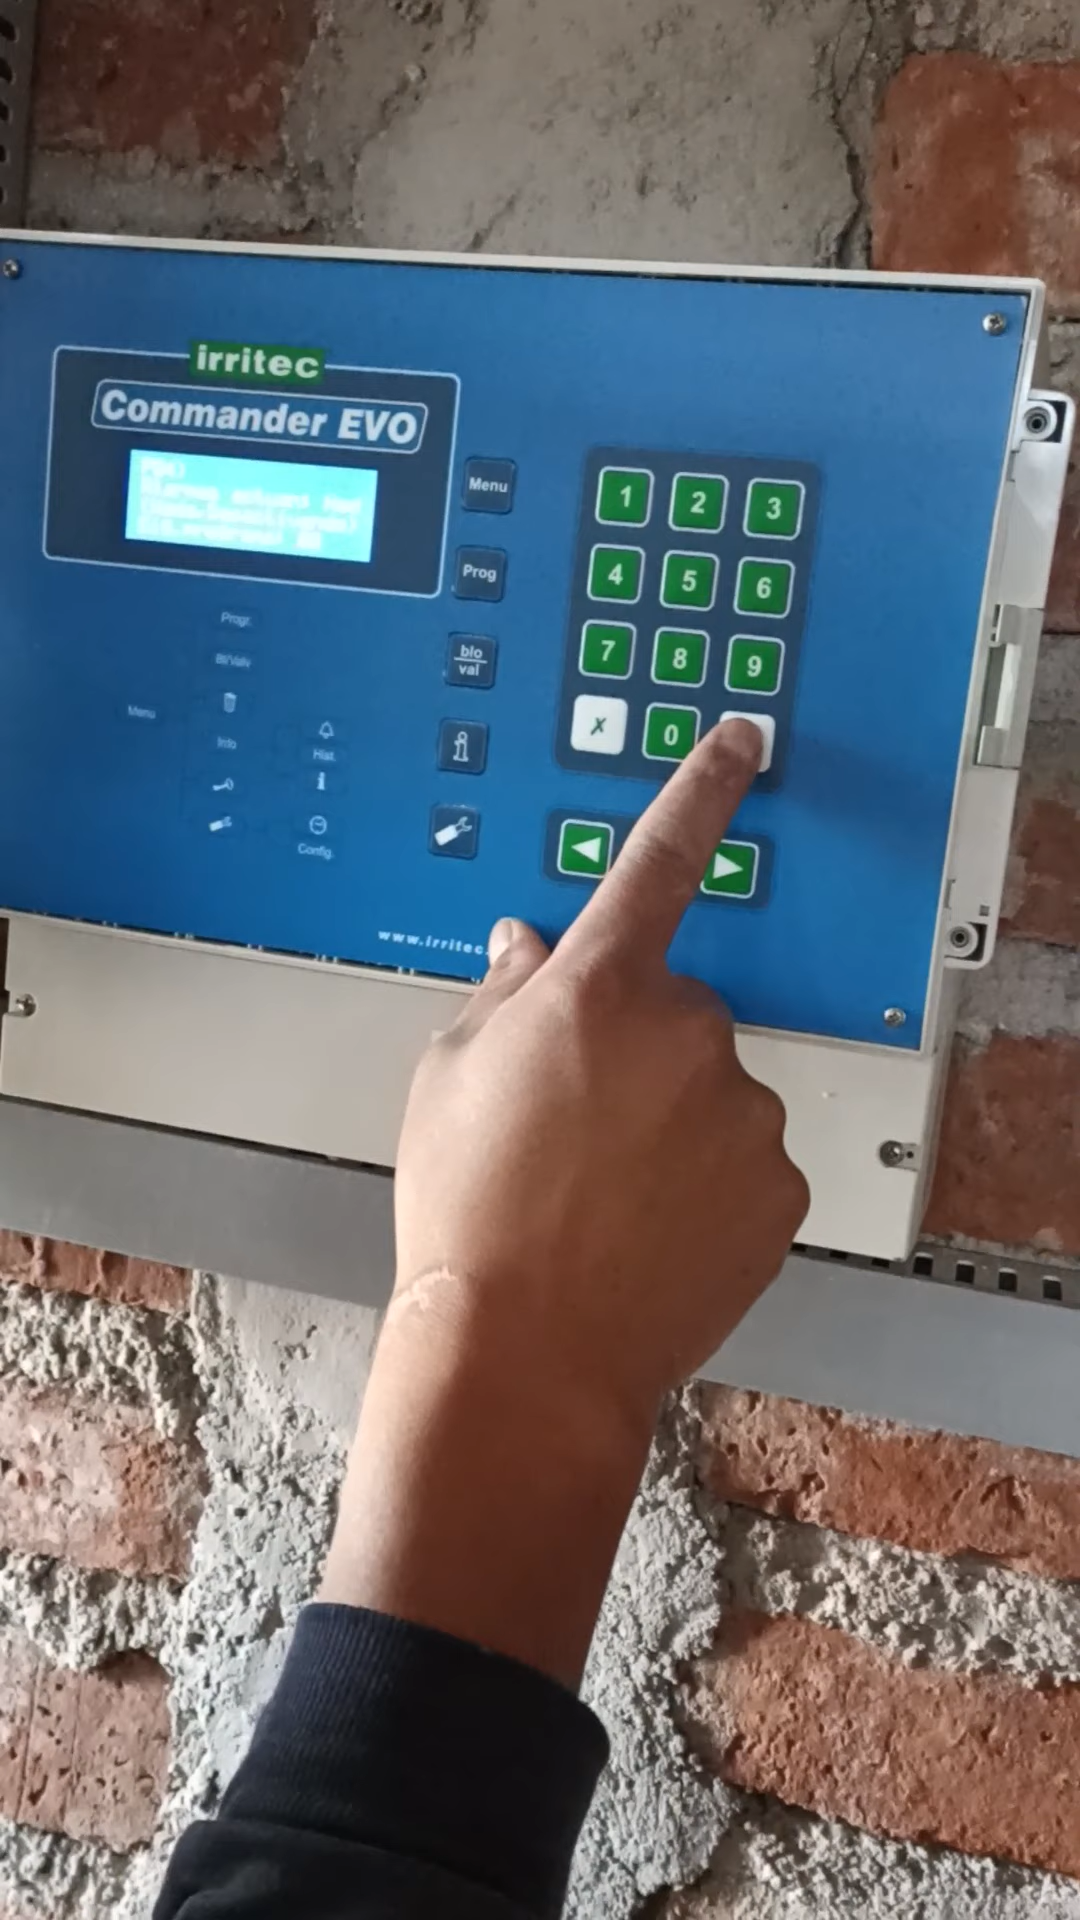 irritec
Commander EVO
Menu
Prog
blo
val
1 2 3
4 5 6
7 8 9
✗ 0
Progr.
Bl/Valv
Menu
Info
Hist.
Config.
www.irritec.